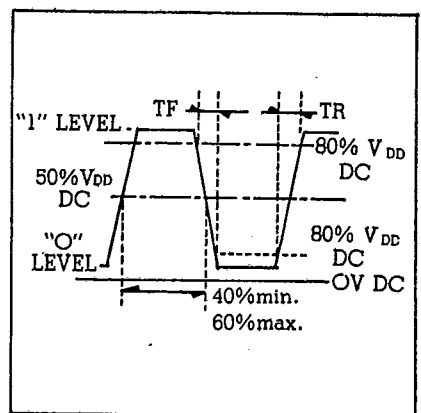 TF
TR
"1" LEVEL
80% VDD
DC
50% VDD
DC
"O"
LEVEL
80% VDD
DC
OV DC
40%min.
60%max.